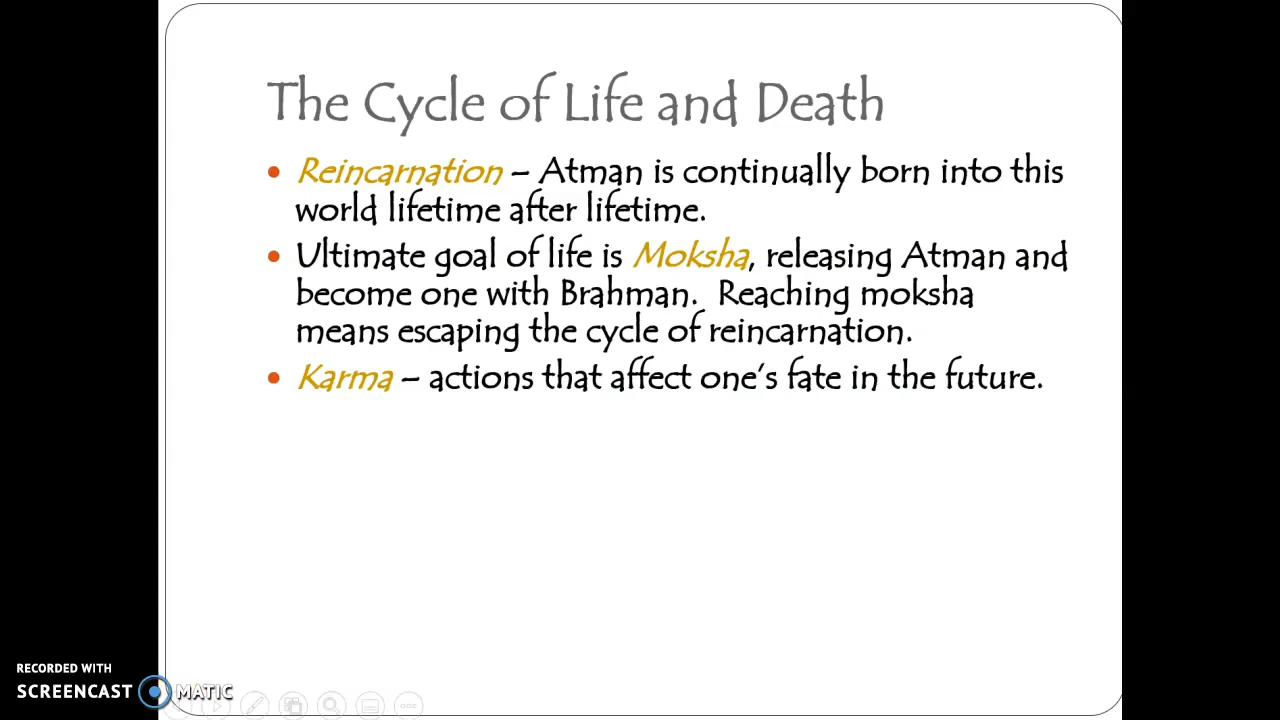 The Cycle of Life and Death
• Reincarnation – Atman is continually born into this
world lifetime after lifetime.
• Ultimate goal of life is Moksha, releasing Atman and
become one with Brahman.  Reaching moksha
means escaping the cycle of reincarnation.
• Karma – actions that affect one's fate in the future.
RECORDED WITH
SCREENCAST MATIC